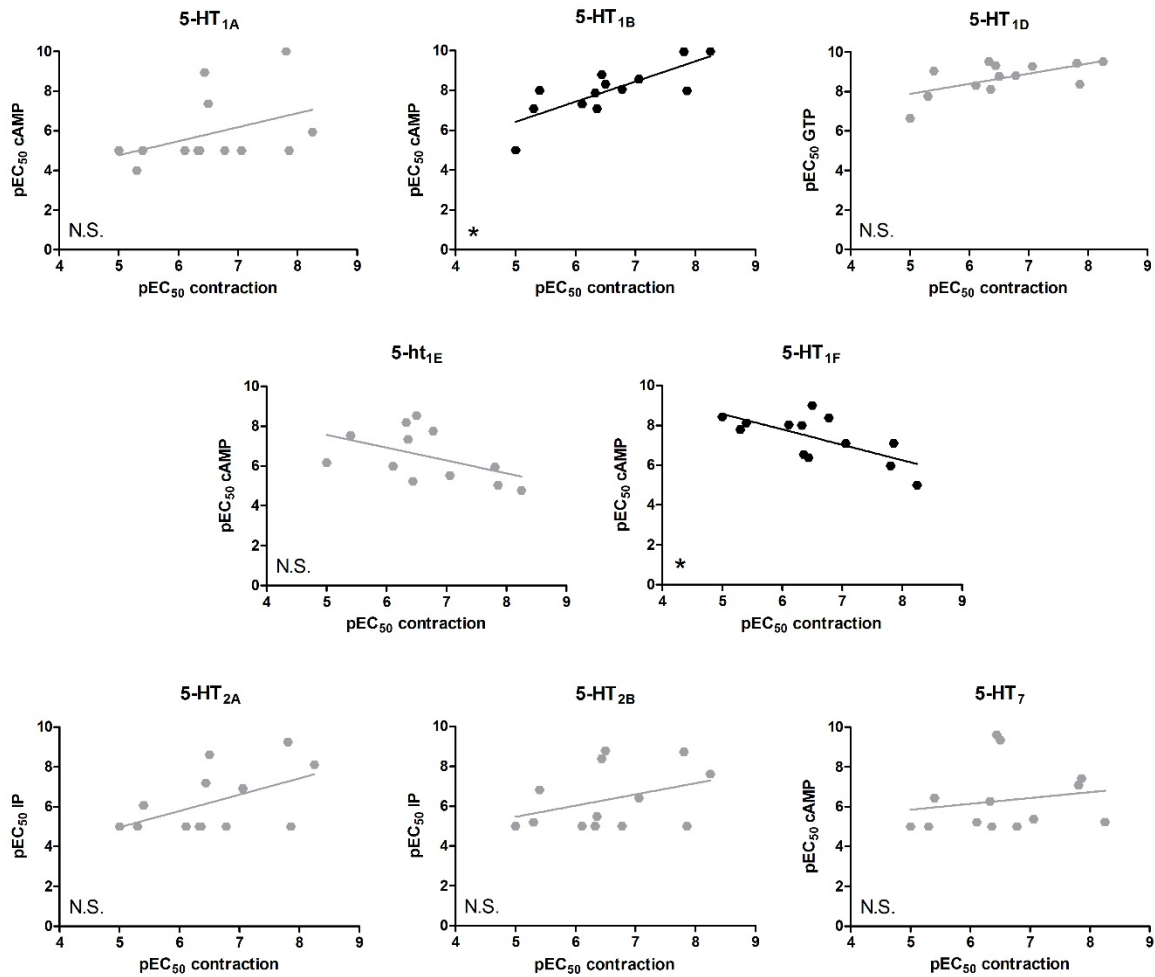 5-HT1A
10
8
6
4
2
0
pEC50 cAMP
N.S.
4 5 6 7 8 9
pEC50 contraction
5-HT1B
10
8
6
4
2
0
pEC50 cAMP
*
4 5 6 7 8 9
pEC50 contraction
5-HT1D
10
8
6
4
2
0
pEC50 GTP
N.S.
4 5 6 7 8 9
pEC50 contraction
5-ht1E
10
8
6
4
2
0
pEC50 cAMP
N.S.
4 5 6 7 8 9
pEC50 contraction
5-HT1F
10
8
6
4
2
0
pEC50 cAMP
*
4 5 6 7 8 9
pEC50 contraction
5-HT2A
10
8
6
4
2
0
pEC50 IP
N.S.
4 5 6 7 8 9
pEC50 contraction
5-HT2B
10
8
6
4
2
0
pEC50 IP
N.S.
4 5 6 7 8 9
pEC50 contraction
5-HT7
10
8
6
4
2
0
pEC50 cAMP
N.S.
4 5 6 7 8 9
pEC50 contraction